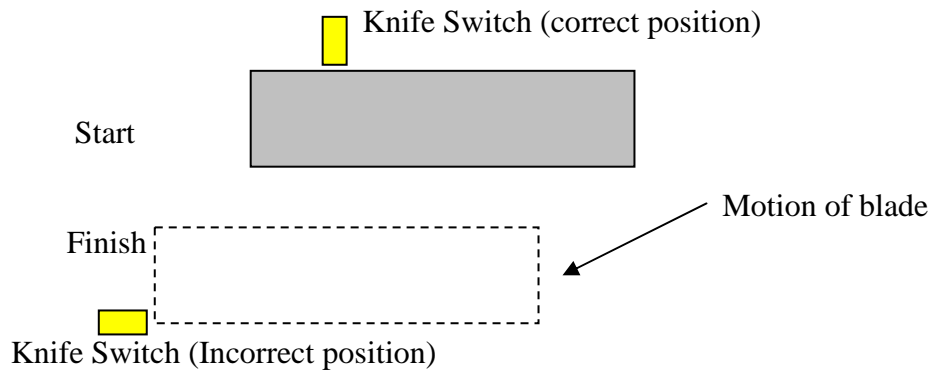 Knife Switch (correct position)
Start
Motion of blade
Finish
Knife Switch (Incorrect position)